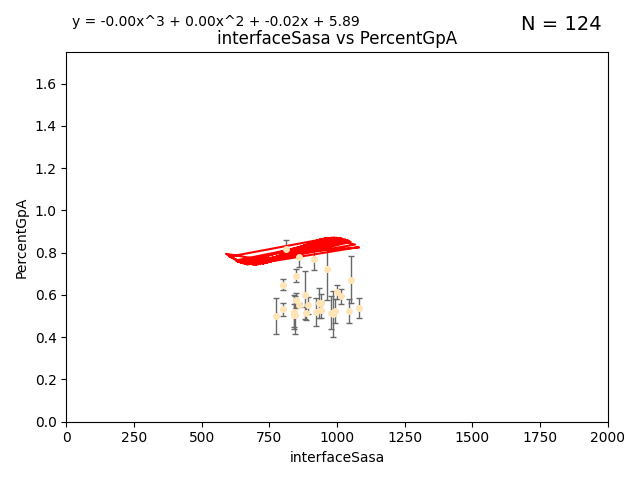 y = -0.00x^3 + 0.00x^2 + -0.02x + 5.89
N = 124
interfaceSasa vs PercentGpA
PercentGpA
1.6
1.4
1.2
1.0
0.8
0.6
0.4
0.2
0.0
0 250 500 750 1000 1250 1500 1750 2000
interfaceSasa